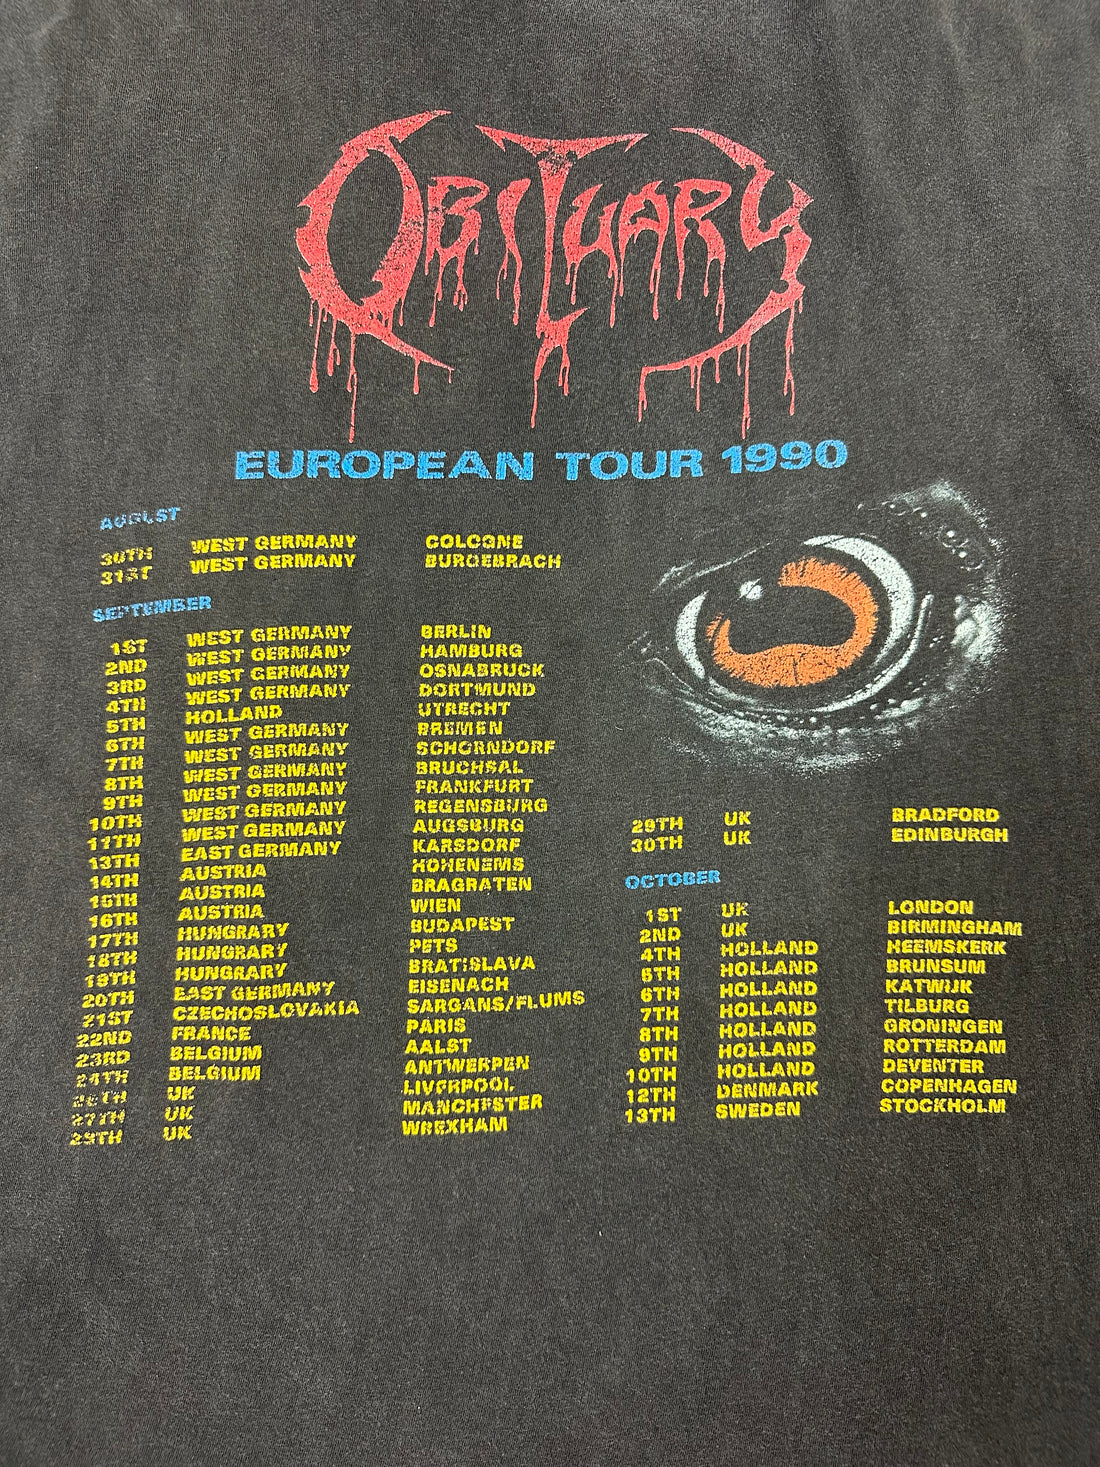 OBITUARY
EUROPEAN TOUR 1990
AUGUST
30TH WEST GERMANY COLOGNE
31ST WEST GERMANY BURGEBRACH
SEPTEMBER
1ST WEST GERMANY BERLIN
2ND WEST GERMANY HAMBURG
3RD WEST GERMANY OSNABRUCK
4TH WEST GERMANY DORTMUND
5TH HOLLAND UTRECHT
6TH WEST GERMANY BREMEN
7TH WEST GERMANY SCHORNDORF
8TH WEST GERMANY BRUCHSAL
9TH WEST GERMANY FRANKFURT
10TH WEST GERMANY REGENSBURG
11TH WEST GERMANY AUGSBURG
13TH EAST GERMANY KARSDORF
14TH AUSTRIA HOHENEMS
15TH AUSTRIA BRAGRATEN
16TH AUSTRIA WIEN
17TH HUNGRARY BUDAPEST
18TH HUNGRARY PETS
19TH HUNGRARY BRATISLAVA
20TH EAST GERMANY EISENACH
21ST CZECHOSLOVAKIA SARGANS/FLUMS
22ND FRANCE PARIS
23RD BELGIUM AALST
24TH BELGIUM ANTWERPEN
26TH UK LIVERPOOL
27TH UK MANCHESTER
UK WREXHAM
29TH UK BRADFORD
30TH UK EDINBURGH
OCTOBER
1ST UK LONDON
2ND UK BIRMINGHAM
4TH HOLLAND HEEMSKERK
5TH HOLLAND BRUNSUM
6TH HOLLAND KATWIJK
7TH HOLLAND TILBURG
8TH HOLLAND GRONINGEN
9TH HOLLAND ROTTERDAM
10TH HOLLAND DEVENTER
12TH DENMARK COPENHAGEN
13TH SWEDEN STOCKHOLM